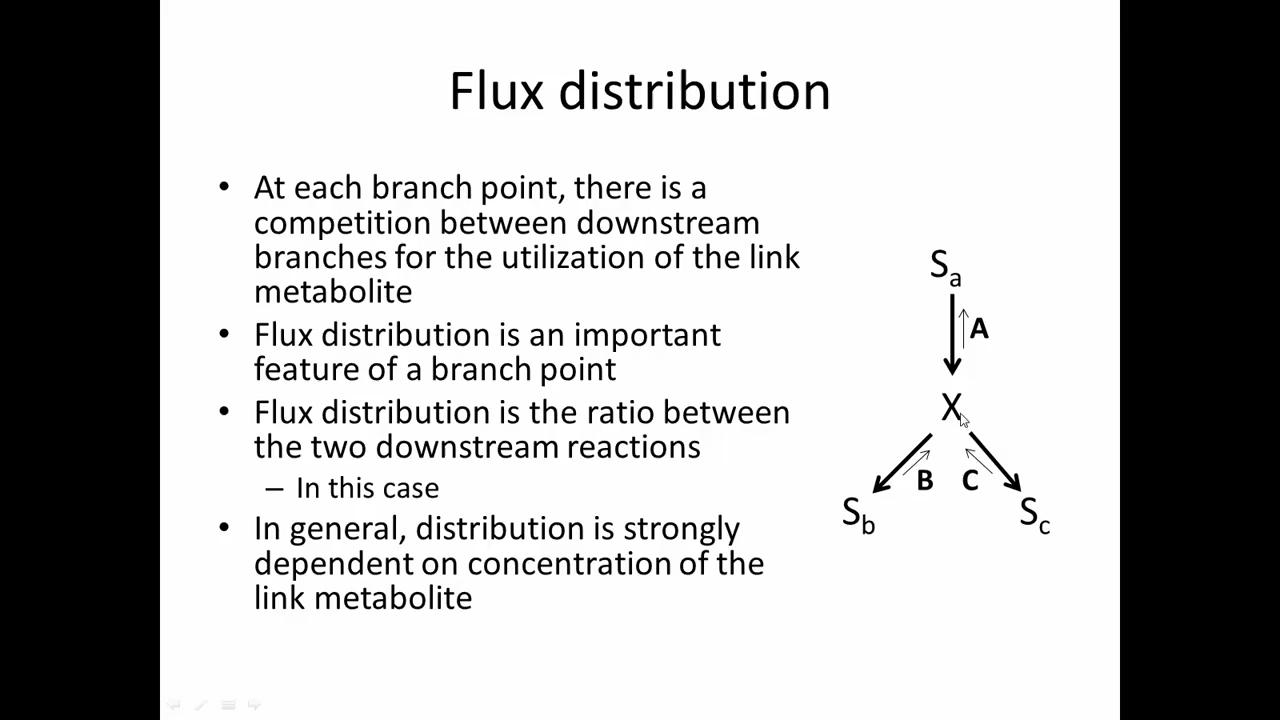 Flux distribution
• At each branch point, there is a
competition between downstream
branches for the utilization of the link
metabolite
• Flux distribution is an important
feature of a branch point
• Flux distribution is the ratio between
the two downstream reactions
– In this case
• In general, distribution is strongly
dependent on concentration of the
link metabolite
Sa
A
X
B C
Sb Sc